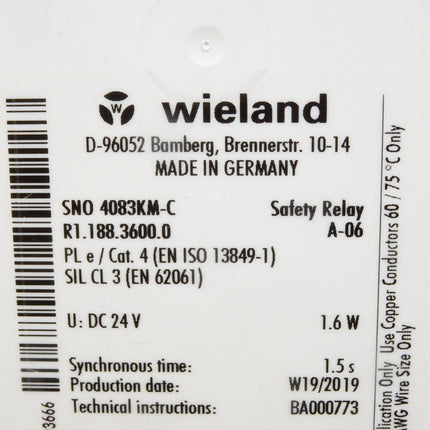 W wieland
D-96052 Bamberg, Brennerstr. 10-14
MADE IN GERMANY
SNO 4083KM-C Safety Relay
R1.188.3600.0 A-06
PL e / Cat. 4 (EN ISO 13849-1)
SIL CL 3 (EN 62061)
U: DC 24 V 1.6 W
Synchronous time: 1.5 s
Production date: W19/2019
Technical instructions: BA000773
3666
lication Only Use Copper Conductors 60 / 75 °C Only
AWG Wire Size Only